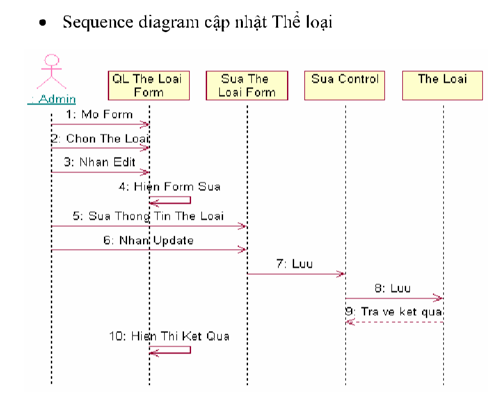 • Sequence diagram cập nhật Thể loại
QL The Loai
Form
Sua The
Loai Form
Sua Control
The Loai
: Admin
1: Mo Form
2: Chon The Loai
3: Nhan Edit
4: Hien Form Sua
5: Sua Thong Tin The Loai
6: Nhan Update
7: Luu
8: Luu
9: Tra ve ket qua
10: Hien Thi Ket Qua